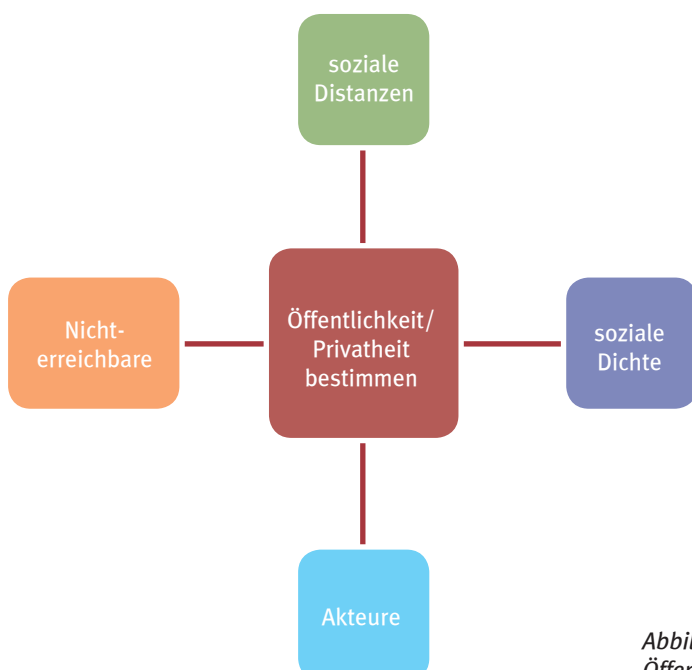 soziale
Distanzen
Nicht-
erreichbare
Öffentlichkeit/
Privatheit
bestimmen
soziale
Dichte
Akteure